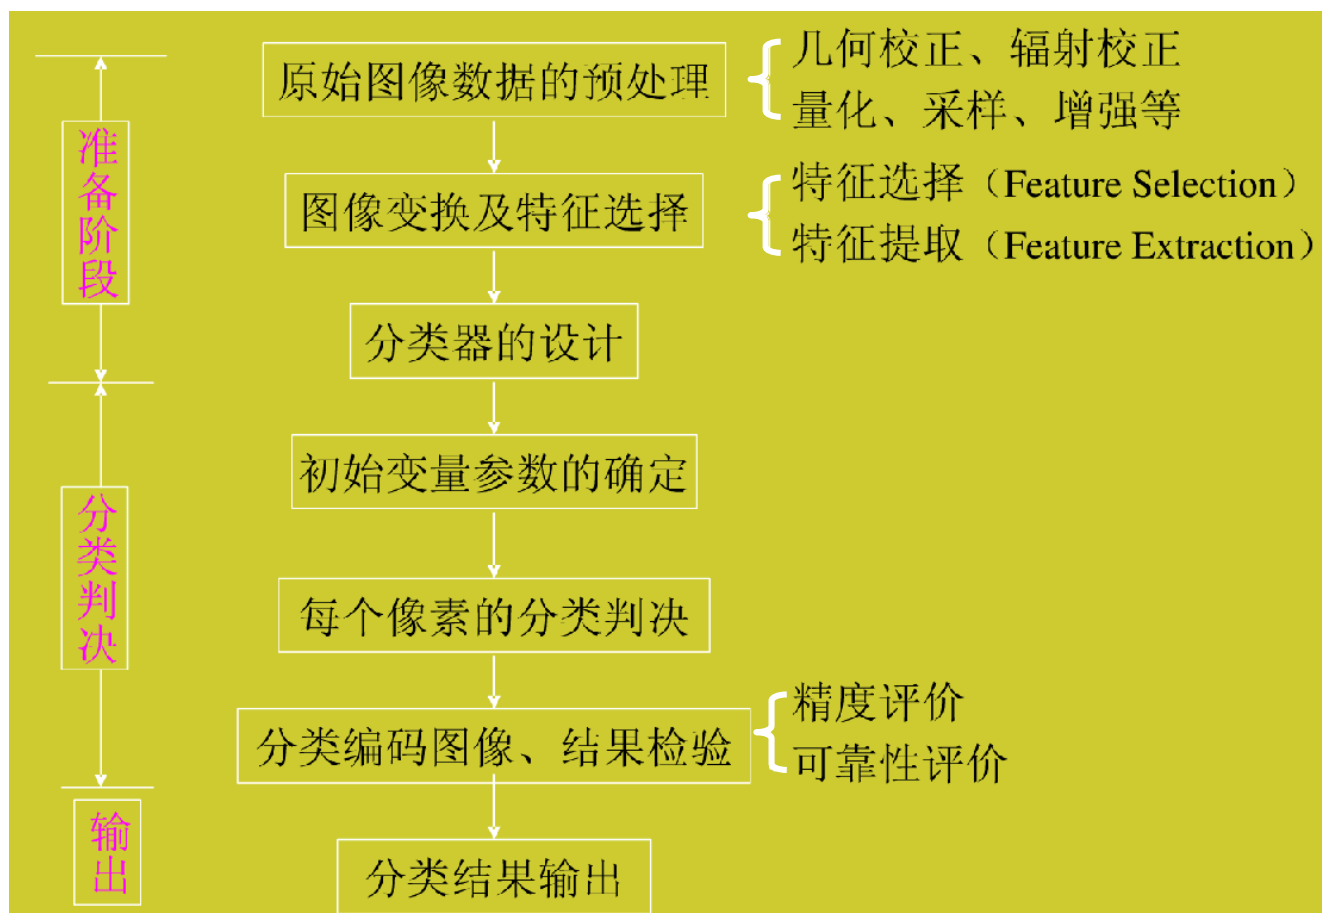 原始图像数据的预处理
几何校正、辐射校正
量化、采样、增强等
准备阶段
图像变换及特征选择
特征选择（Feature Selection）
特征提取（Feature Extraction）
分类器的设计
初始变量参数的确定
分类判决
每个像素的分类判决
分类编码图像、结果检验
精度评价
可靠性评价
输出
分类结果输出